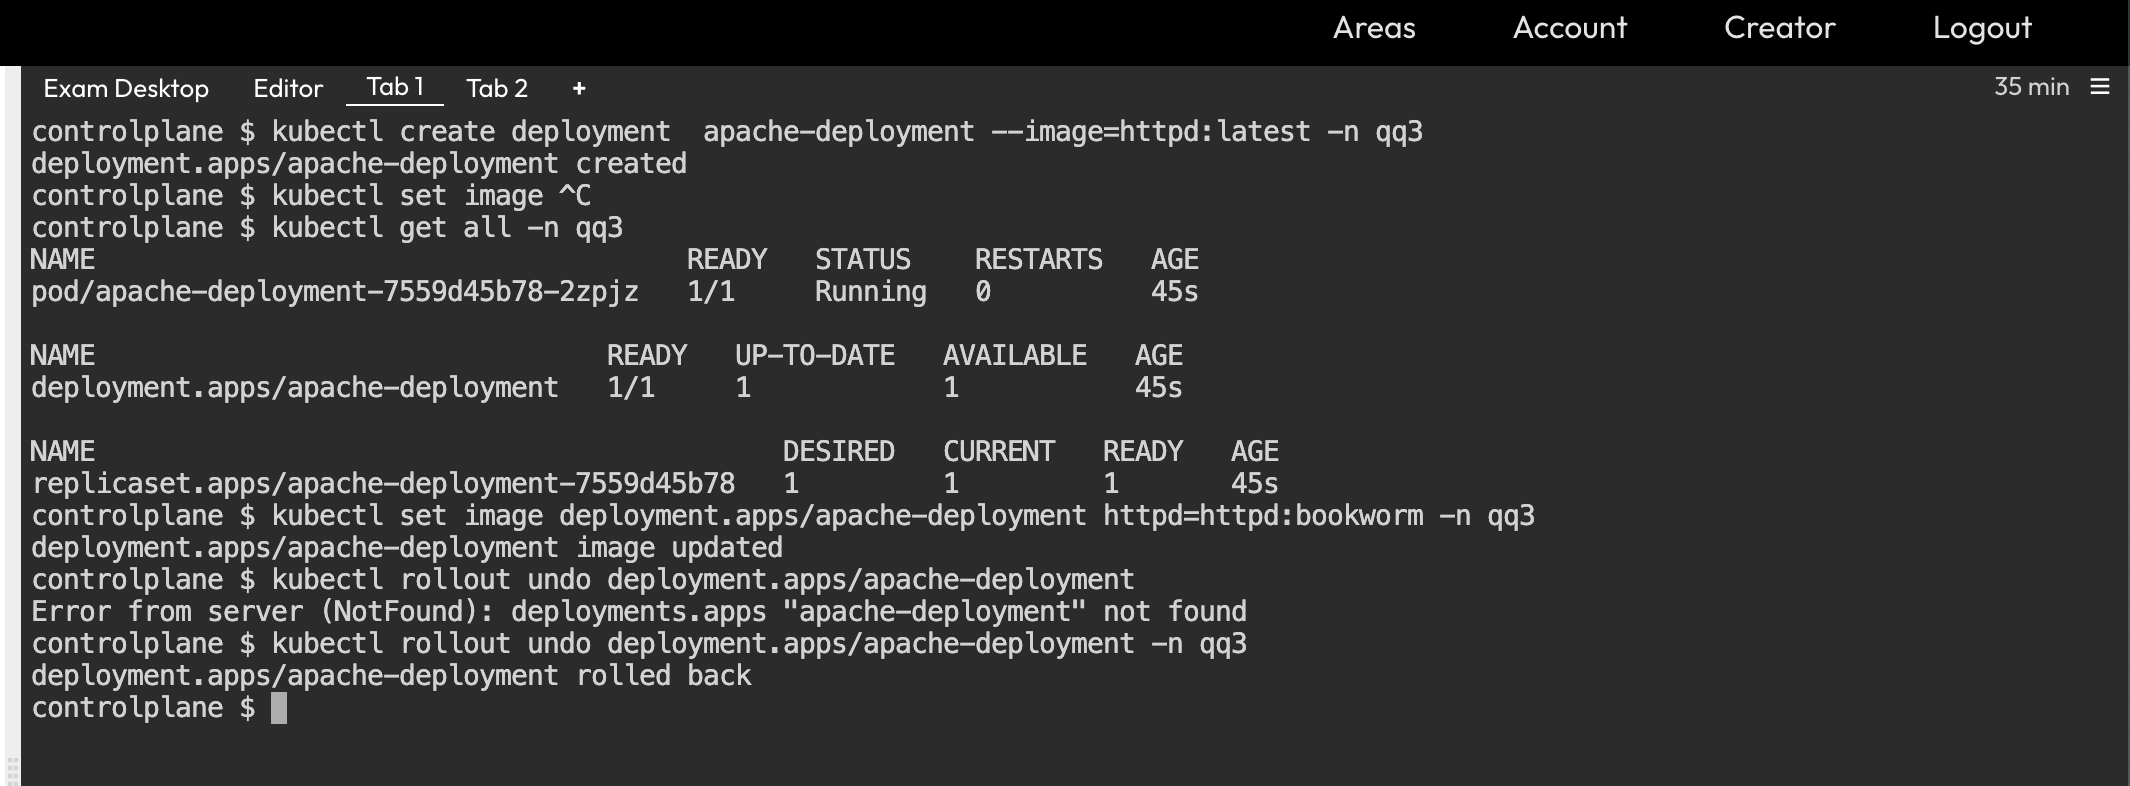 Areas Account Creator Logout
Exam Desktop Editor Tab 1 Tab 2 + 35 min
controlplane $ kubectl create deployment  apache-deployment --image=httpd:latest -n qq3
deployment.apps/apache-deployment created
controlplane $ kubectl set image ^C
controlplane $ kubectl get all -n qq3
NAME                                     READY   STATUS    RESTARTS   AGE
pod/apache-deployment-7559d45b78-2zpjz   1/1     Running   0          45s

NAME                                READY   UP-TO-DATE   AVAILABLE   AGE
deployment.apps/apache-deployment   1/1     1            1           45s

NAME                                           DESIRED   CURRENT   READY   AGE
replicaset.apps/apache-deployment-7559d45b78   1         1         1       45s
controlplane $ kubectl set image deployment.apps/apache-deployment httpd=httpd:bookworm -n qq3
deployment.apps/apache-deployment image updated
controlplane $ kubectl rollout undo deployment.apps/apache-deployment
Error from server (NotFound): deployments.apps "apache-deployment" not found
controlplane $ kubectl rollout undo deployment.apps/apache-deployment -n qq3
deployment.apps/apache-deployment rolled back
controlplane $